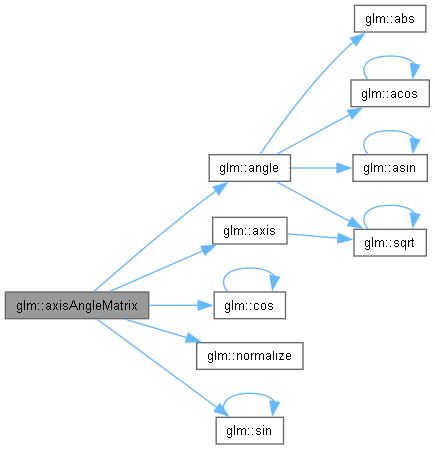 glm::abs
glm::acos
glm::angle
glm::asin
glm::axis
glm::sqrt
glm::axisAngleMatrix
glm::cos
glm::normalize
glm::sin